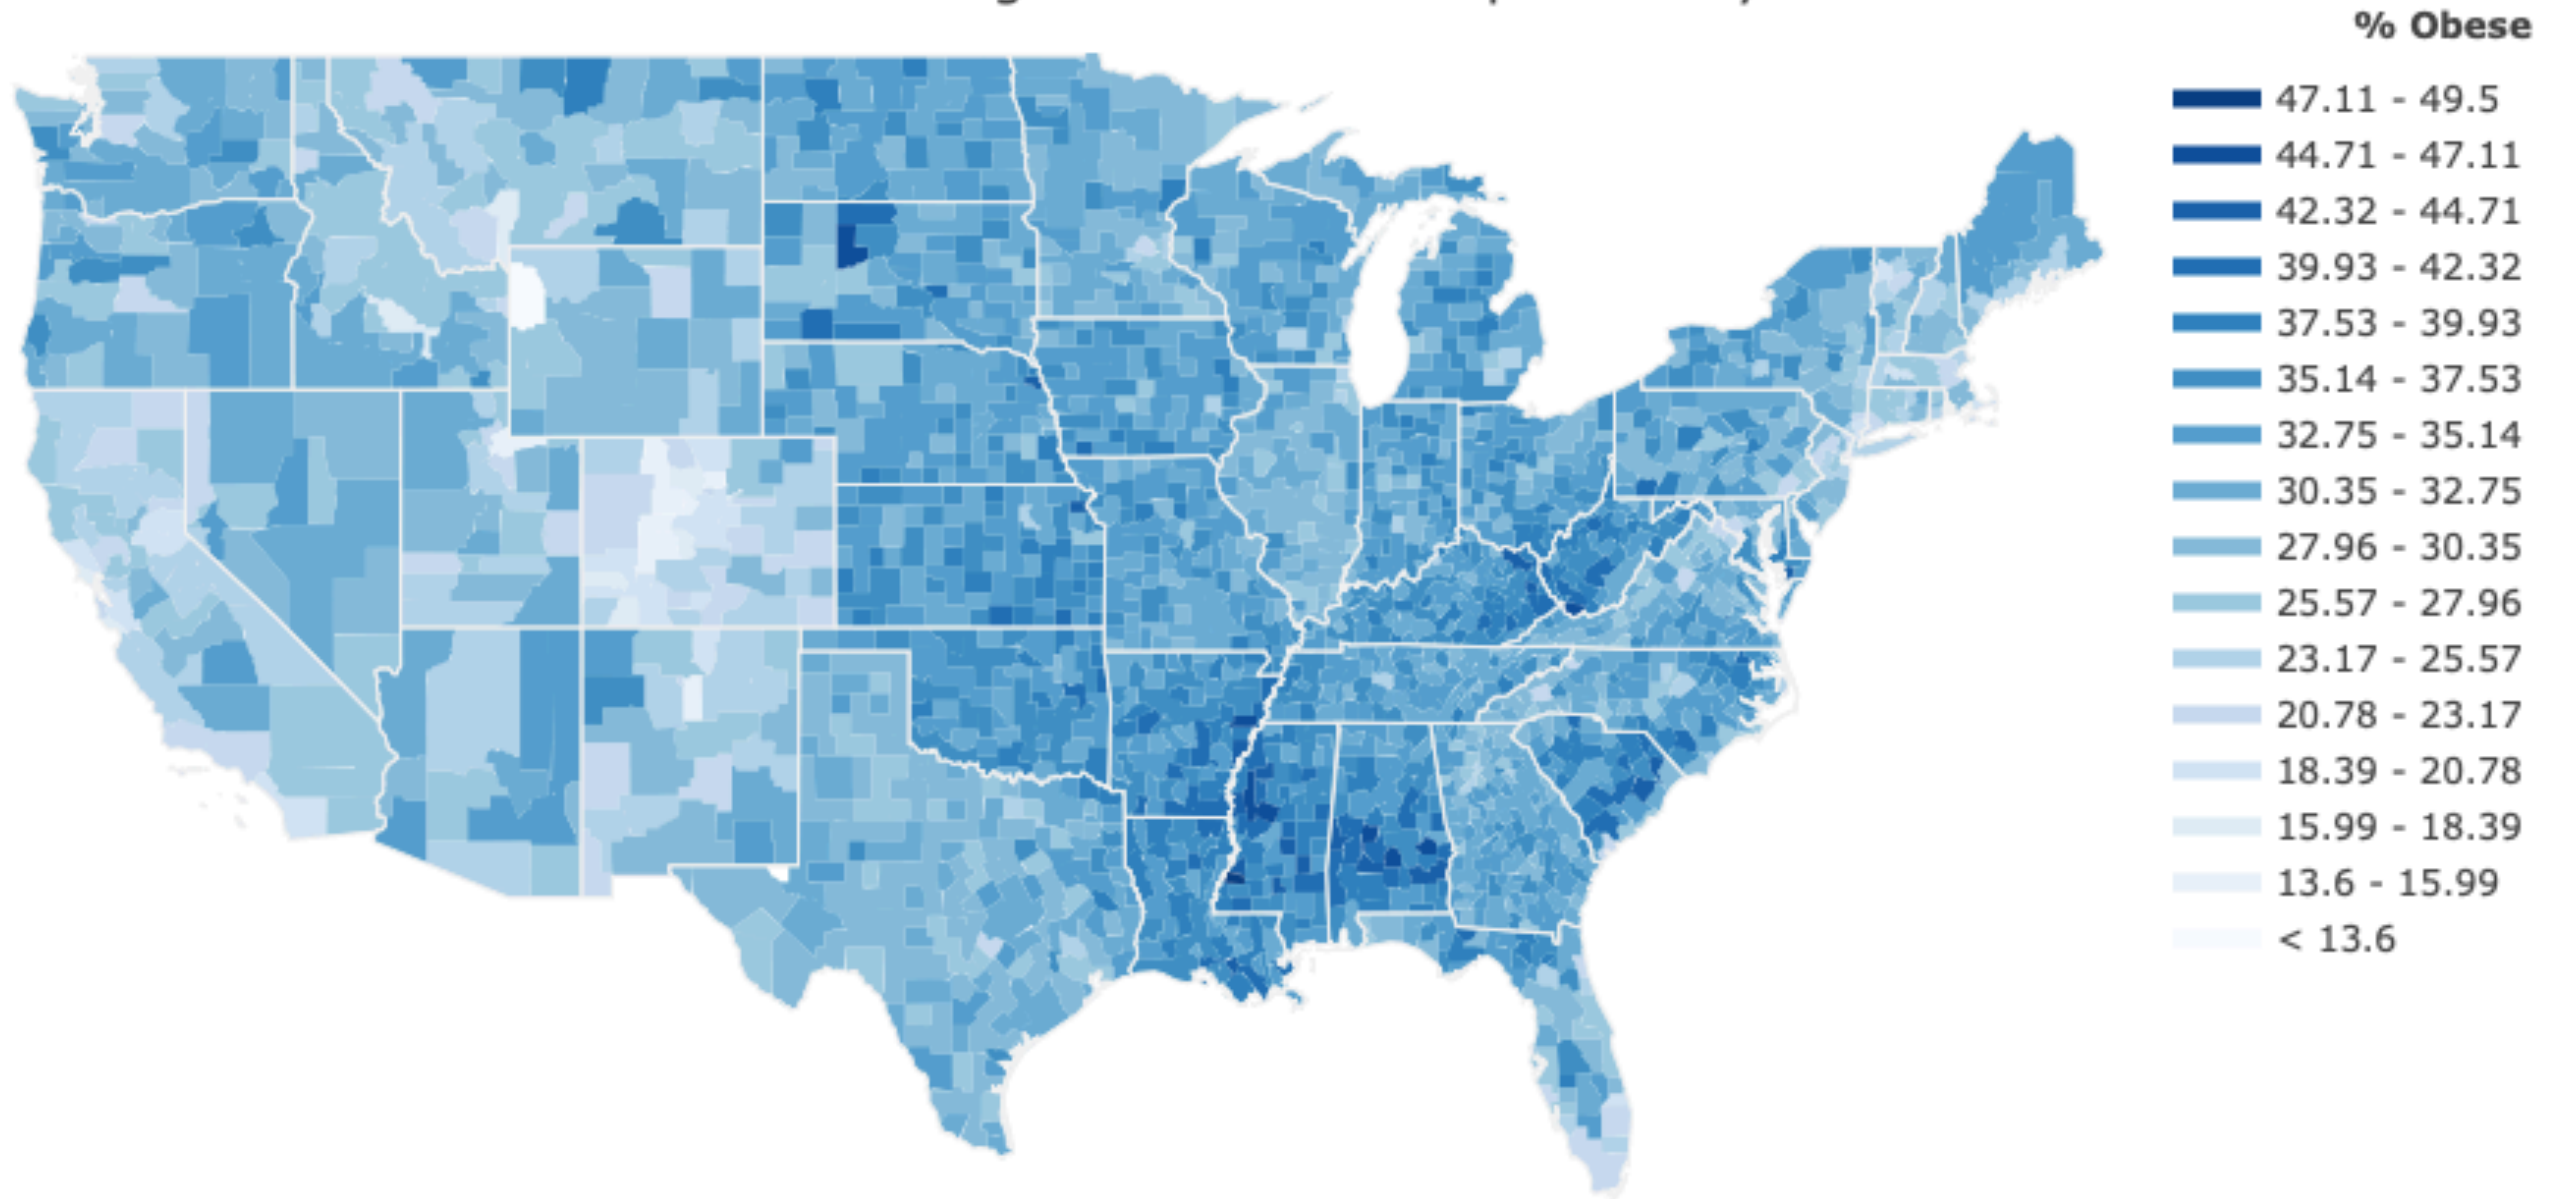 % Obese
47.11 - 49.5
44.71 - 47.11
42.32 - 44.71
39.93 - 42.32
37.53 - 39.93
35.14 - 37.53
32.75 - 35.14
30.35 - 32.75
27.96 - 30.35
25.57 - 27.96
23.17 - 25.57
20.78 - 23.17
18.39 - 20.78
15.99 - 18.39
13.6 - 15.99
< 13.6